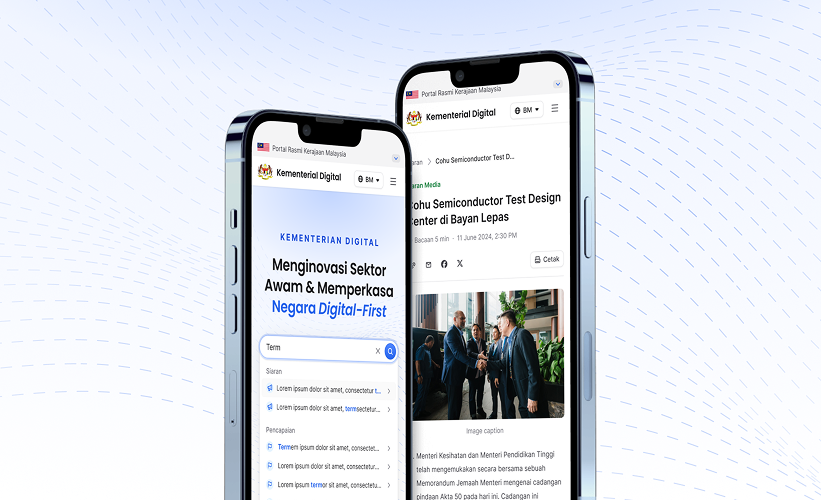 Portal Rasmi Kerajaan Malaysia
Kementerial Digital
BM
KEMENTERIAN DIGITAL
Menginovasi Sektor
Awam & Memperkasa
Negara Digital-First
Term
Siaran
Lorem ipsum dolor sit amet, consectetur t...
Lorem ipsum dolor sit amet, termsectetur...
Pencapaian
Termem ipsum dolor sit amet, consectet...
Lorem ipsum dolor sit amet, consectetu...
Lorem ipsum termor sit amet, consectet...
Portal Rasmi Kerajaan Malaysia
Kementerial Digital
BM
aran
Cohu Semiconductor Test D...
aran Media
Cohu Semiconductor Test Design
Center di Bayan Lepas
Bacaan 5 min · 11 June 2024, 2:30 PM
Cetak
Image caption
Menteri Kesihatan dan Menteri Pendidikan Tinggi
telah mengemukakan secara bersama sebuah
Memorandum Jemaah Menteri mengenai cadangan
pindaan Akta 50 pada hari ini. Cadangan ini